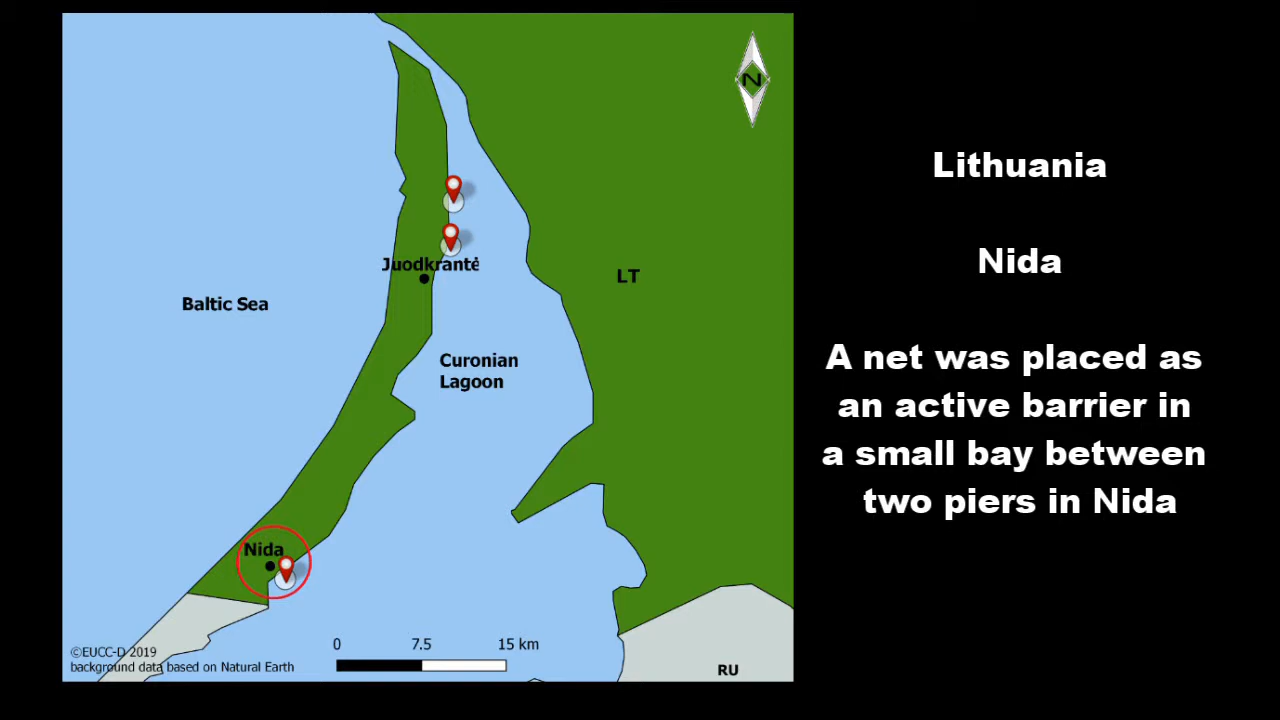 N
Juodkrantė
LT
Baltic Sea
Curonian
Lagoon
Nida
0 7.5 15 km
©EUCC-D 2019
background data based on Natural Earth
RU
Lithuania
Nida
A net was placed as
an active barrier in
a small bay between
two piers in Nida